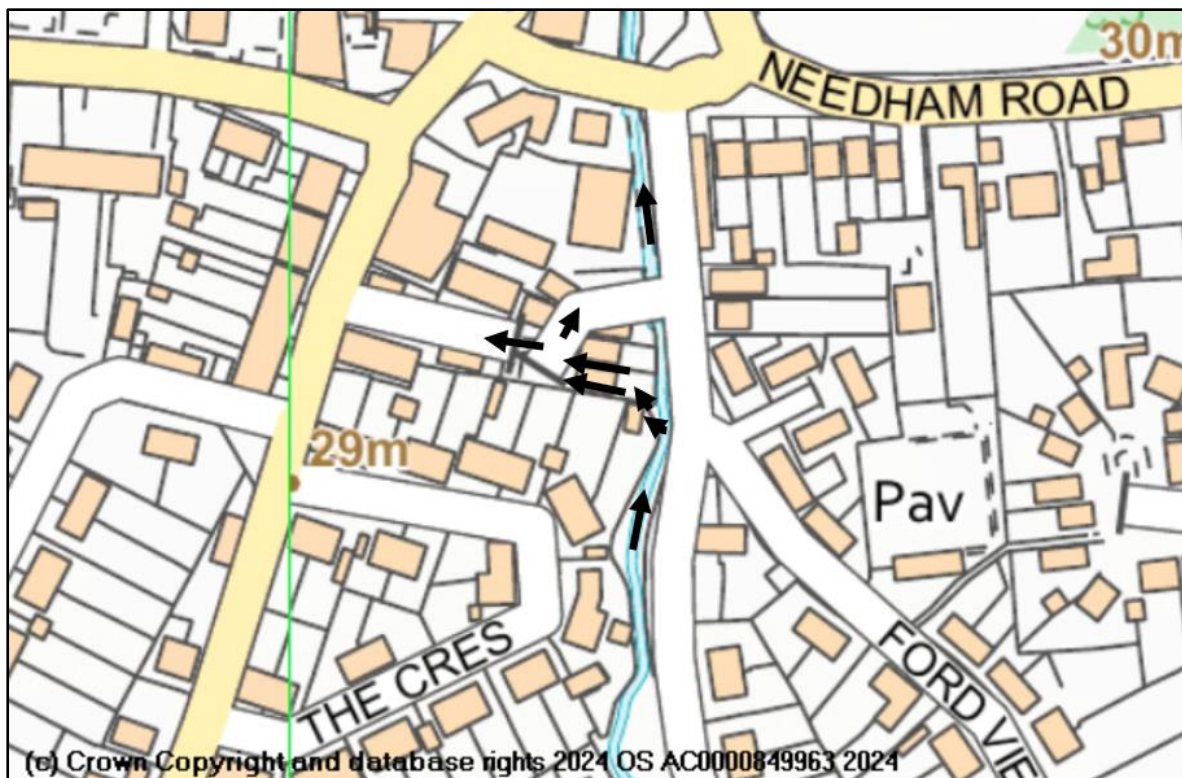 30m
NEEDHAM ROAD
29m
Pav
THE CRES
FORD VIE
(c) Crown Copyright and database rights 2024 OS AC0000849963 2024